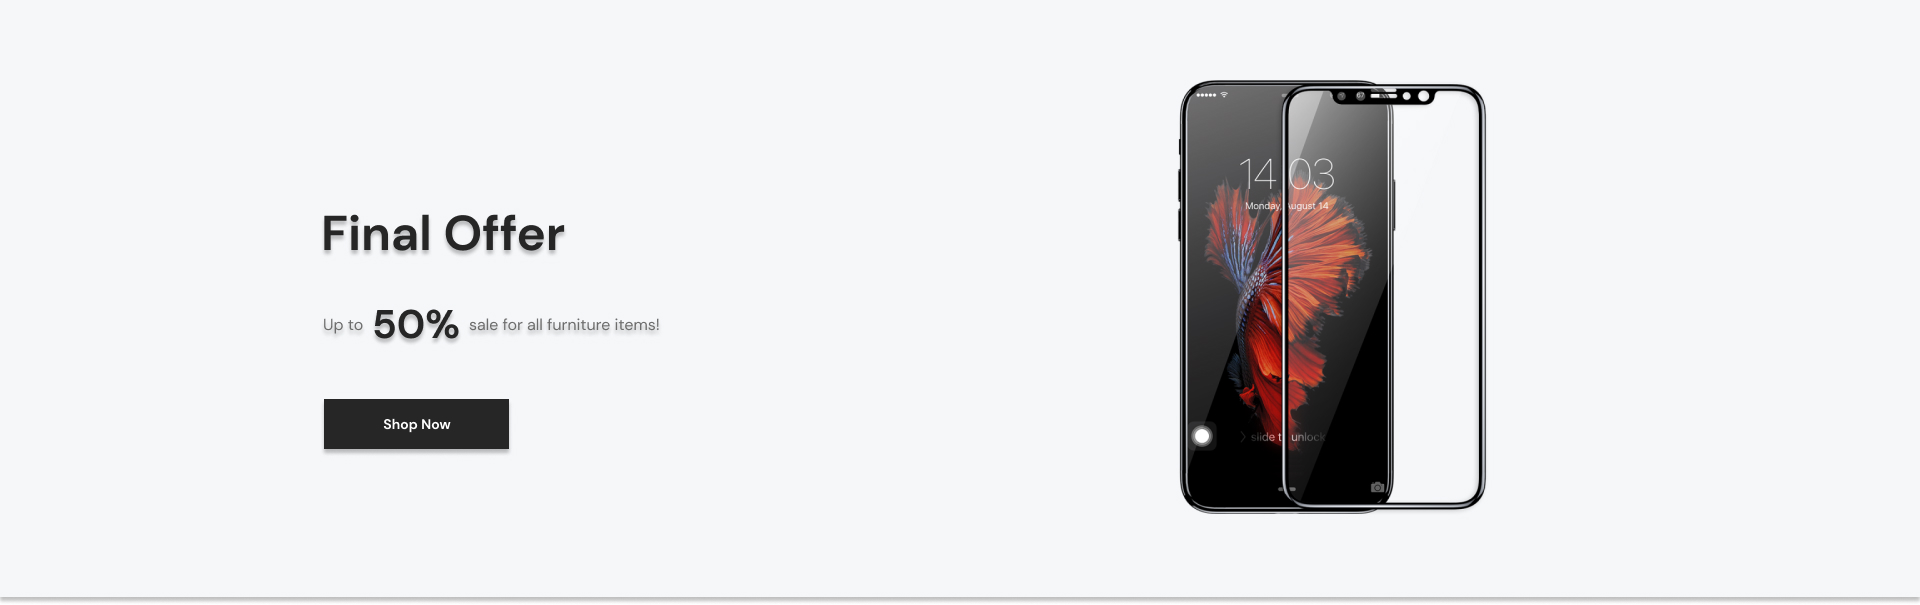 Final Offer
Up to 50% sale for all furniture items!
Shop Now
14 03
Monday, August 14
slide to unlock